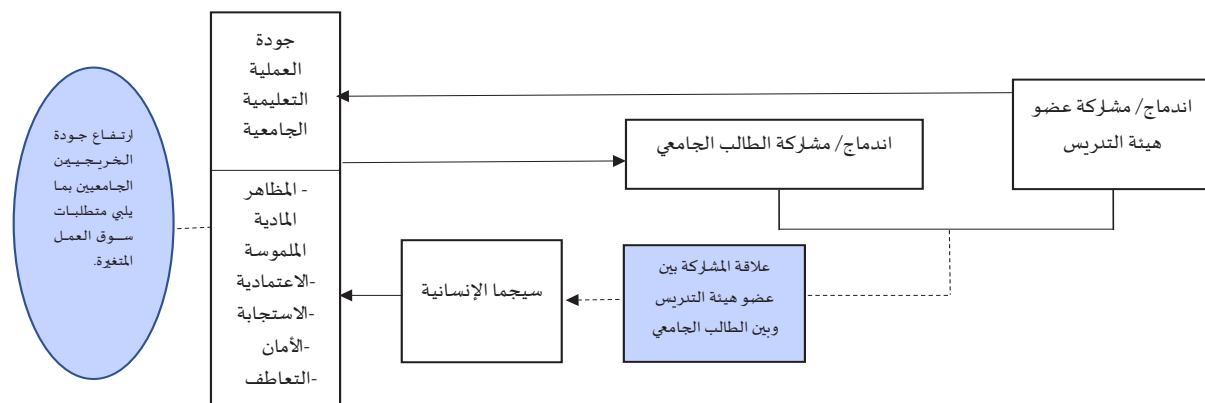 جودة
العملية
التعليمية
الجامعية
- المظاهر
المادية
الملموسة
-الاعتمادية
-الاستجابة
-الأمان
-التعاطف
اندماج/ مشاركة عضو
هيئة التدريس
اندماج/ مشاركة الطالب الجامعي
علاقة المشاركة بين
عضو هيئة التدريس
وبين الطالب الجامعي
سيجما الإنسانية
ارتفاع جودة
الخريجيين
الجامعيين بما
يلبي متطلبات
سوق العمل
المتغيرة.